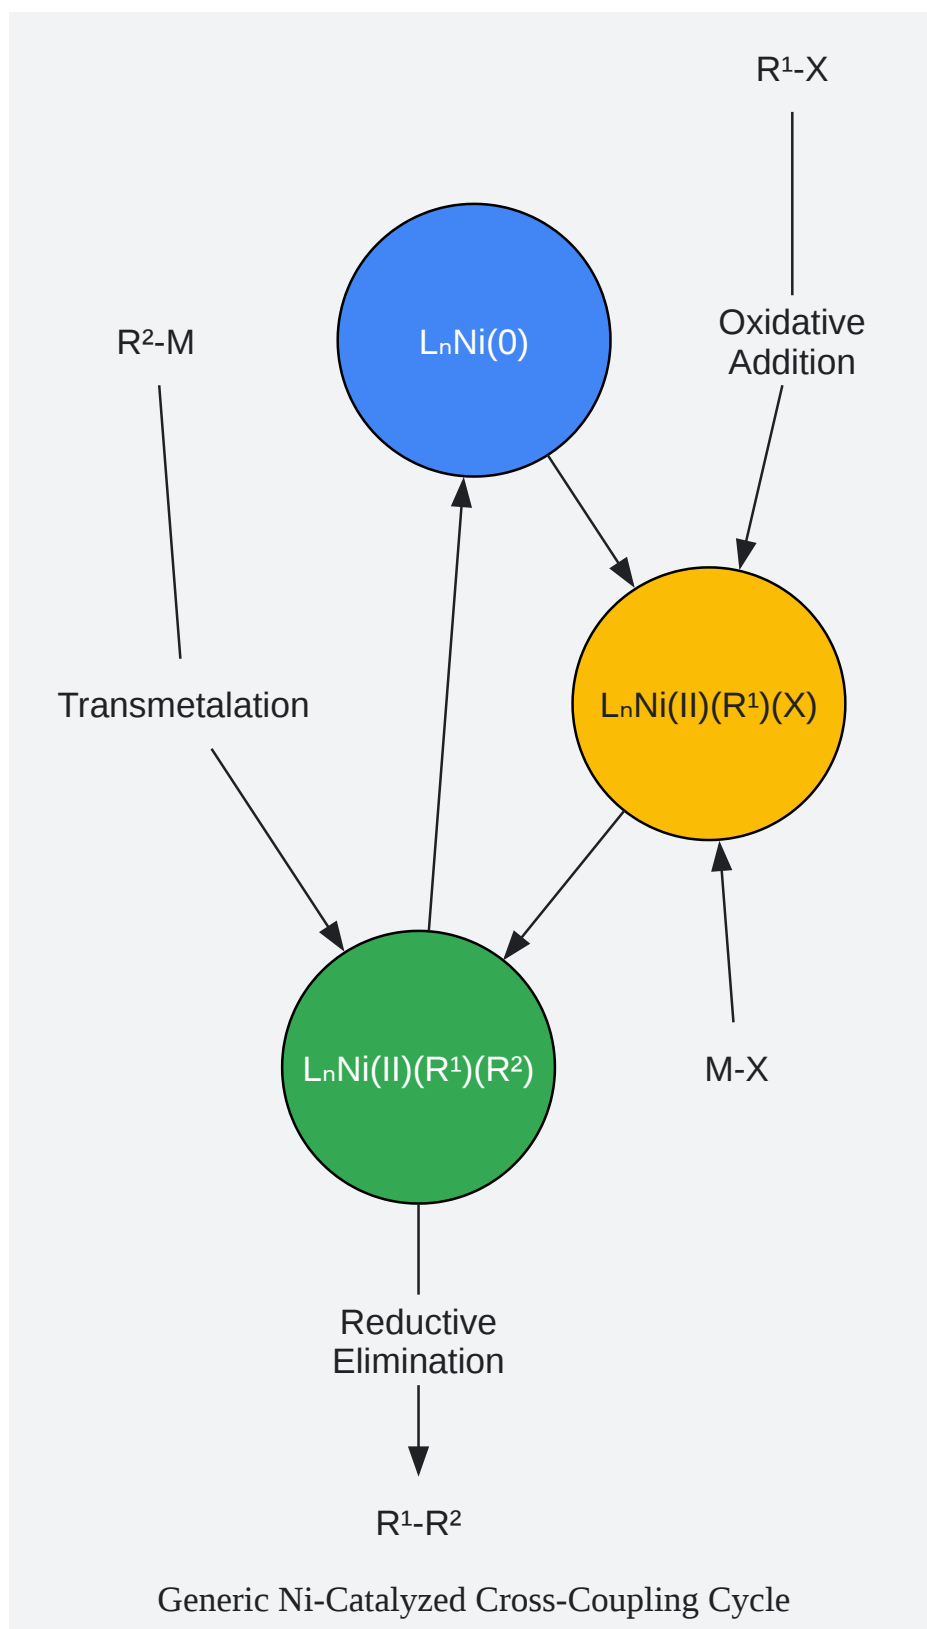 R¹-X
Oxidative
Addition
LₙNi(0)
R²-M
Transmetalation
LₙNi(II)(R¹)(X)
LₙNi(II)(R¹)(R²)
M-X
Reductive
Elimination
R¹-R²
Generic Ni-Catalyzed Cross-Coupling Cycle